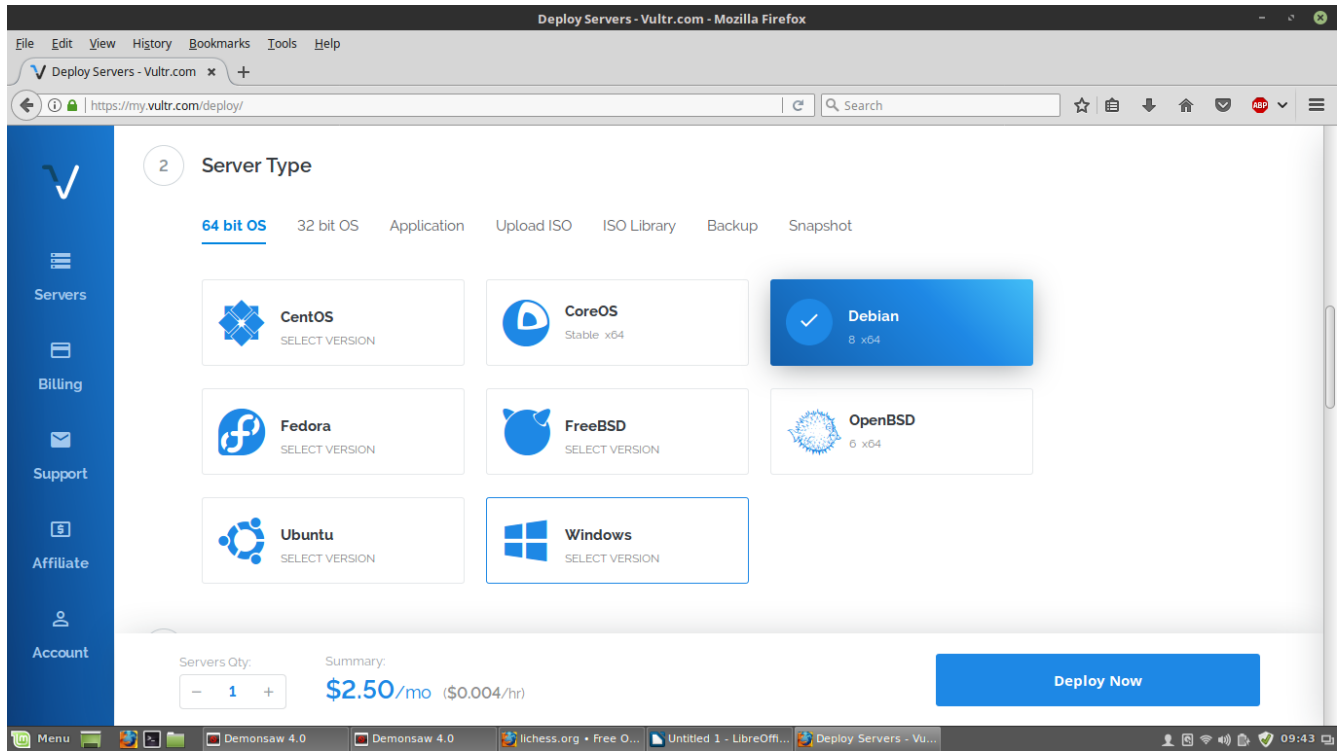 Deploy Servers - Vultr.com - Mozilla Firefox
File Edit View History Bookmarks Tools Help
Deploy Servers - Vultr.com
https://my.vultr.com/deploy/
Search
ABP
2 Server Type
64 bit OS 32 bit OS Application Upload ISO ISO Library Backup Snapshot
Servers
Billing
Support
Affiliate
Account
CentOS
SELECT VERSION
CoreOS
Stable x64
Debian
8 x64
Fedora
SELECT VERSION
FreeBSD
SELECT VERSION
OpenBSD
6 x64
Ubuntu
SELECT VERSION
Windows
SELECT VERSION
Servers Qty:
− 1 +
Summary:
$2.50/mo ($0.004/hr)
Deploy Now
Menu Demonsaw 4.0 Demonsaw 4.0 lichess.org • Free O... Untitled 1 - LibreOffi... Deploy Servers - Vu... 09:43